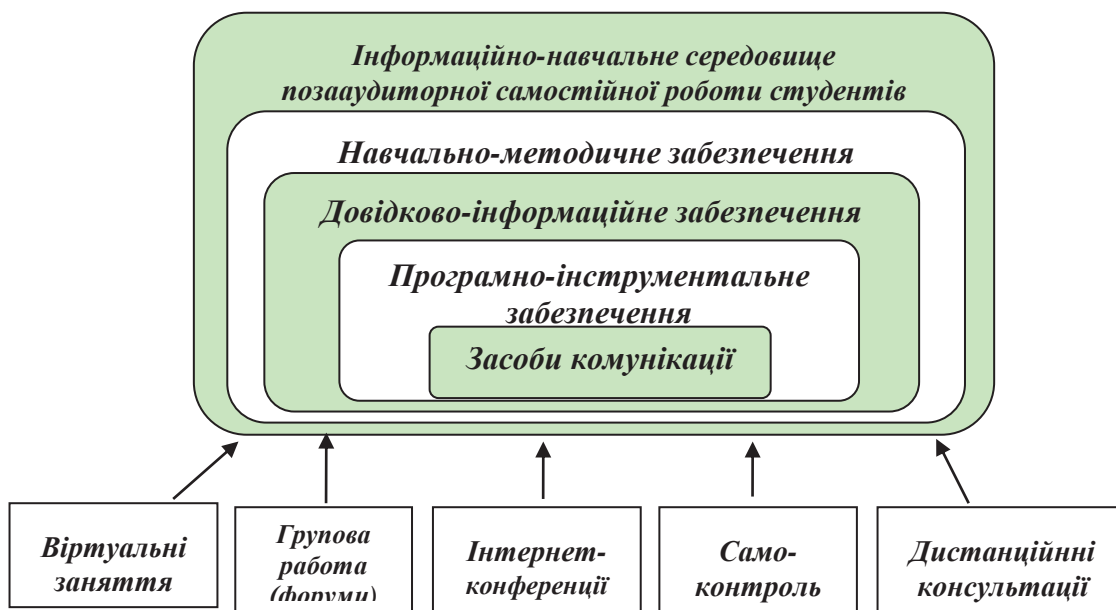 Інформаційно-навчальне середовище
позааудиторної самостійної роботи студентів
Навчально-методичне забезпечення
Довідково-інформаційне забезпечення
Програмно-інструментальне
забезпечення
Засоби комунікації
Віртуальні
заняття
Групова
работа
(форуми)
Інтернет-
конференції
Само-
контроль
Дистанційнні
консультації